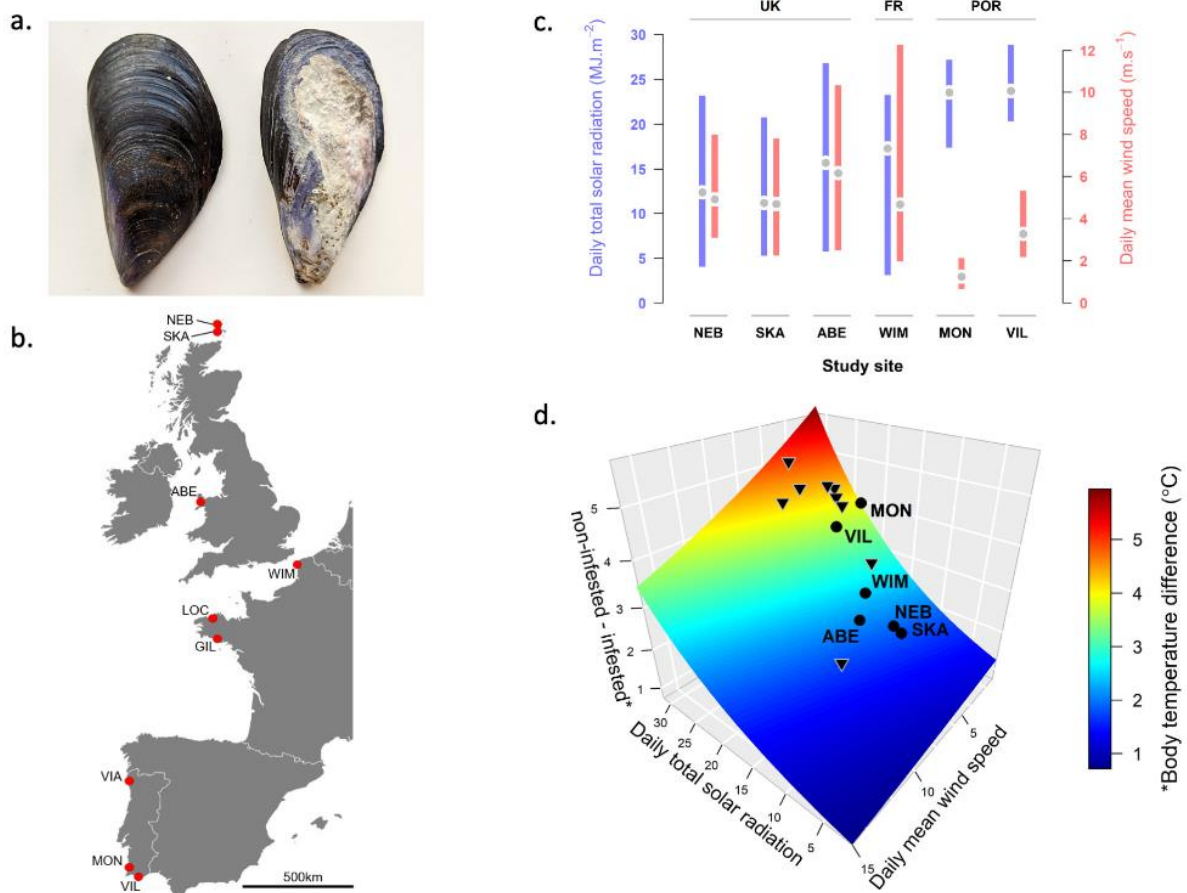 a.
b.
NEB
SKA
ABE
WIM
LOC
GIL
VIA
MON
VIL
500km
c.
UK FR POR
Daily total solar radiation (MJ.m⁻²)
30
25
20
15
10
5
0
Daily mean wind speed (m.s⁻¹)
12
10
8
6
4
2
0
NEB SKA ABE WIM MON VIL
Study site
d.
non-infested - infested*
5
4
3
2
1
MON
VIL
WIM
NEB
ABE
SKA
Daily total solar radiation
30
25
20
15
10
5
Daily mean wind speed
5
10
15
*Body temperature difference (°C)
5
4
3
2
1